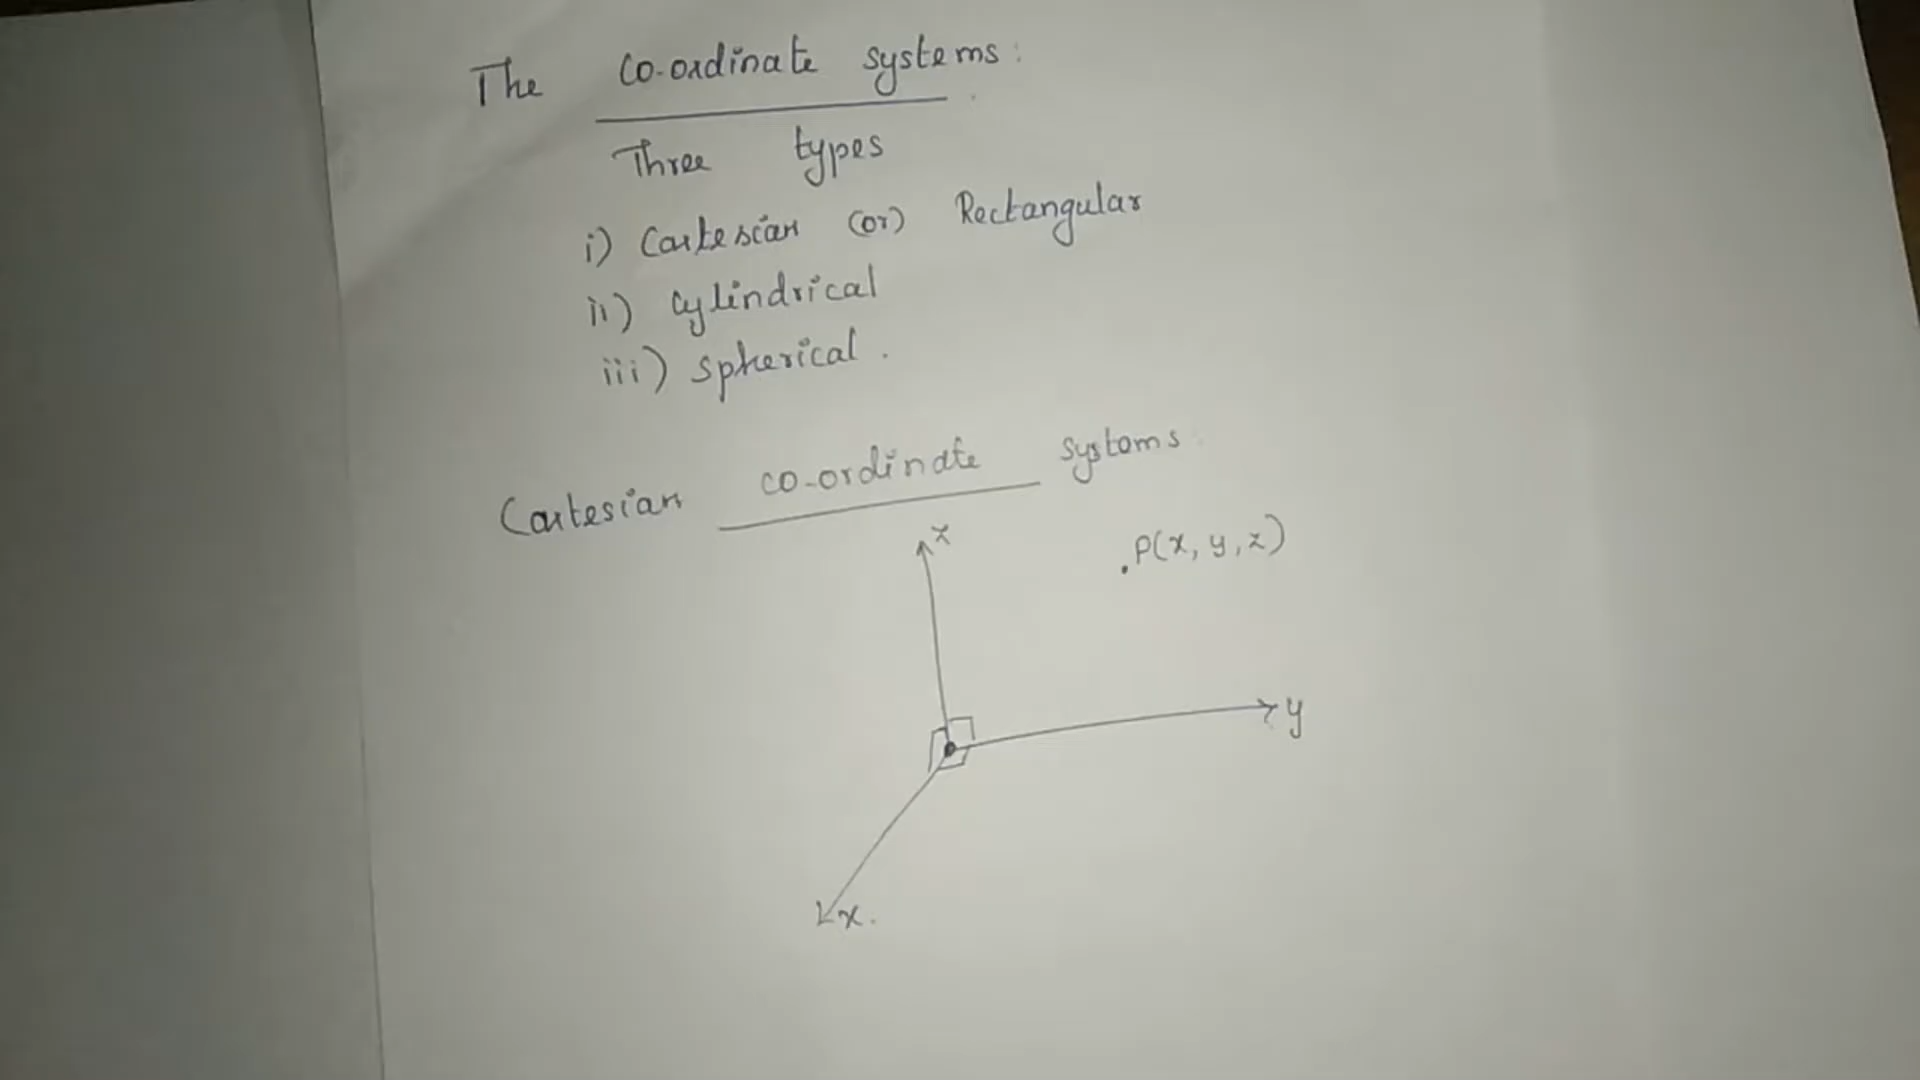 The co-ordinate systems:
Three types
i) Cartesian (or) Rectangular
ii) cylindrical
iii) spherical.
Cartesian co-ordinate systems
z
.P(x, y, z)
y
x.